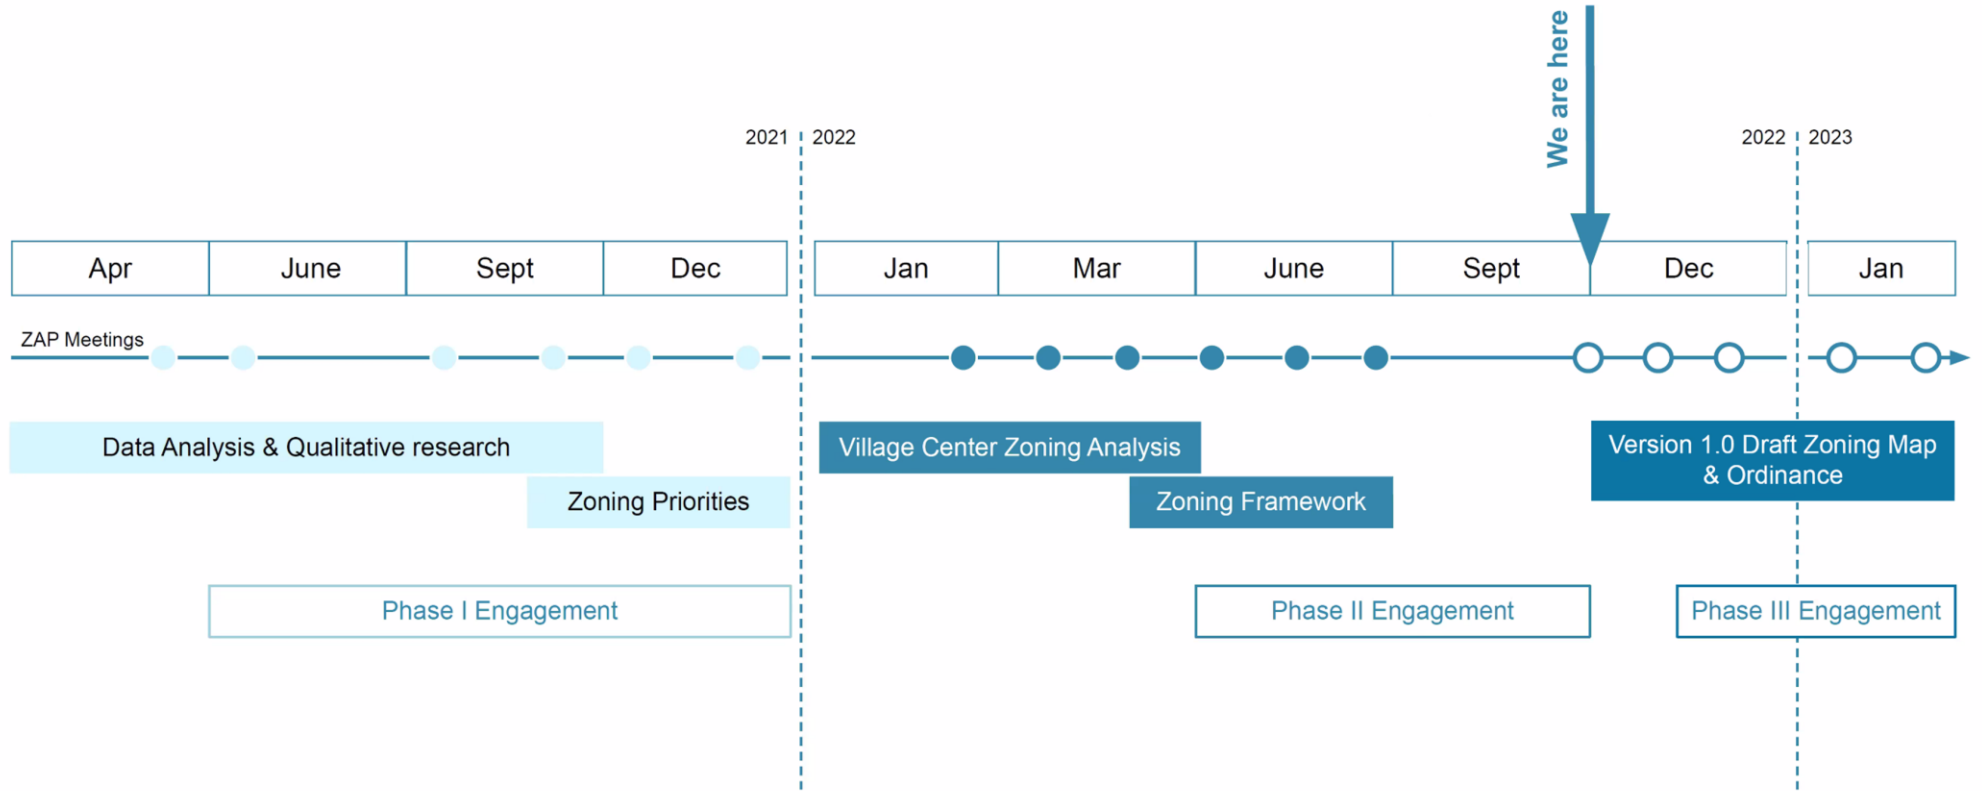 We are here
2021 2022
2022 2023
Apr June Sept Dec Jan Mar June Sept Dec Jan
ZAP Meetings
Data Analysis & Qualitative research
Village Center Zoning Analysis
Version 1.0 Draft Zoning Map
& Ordinance
Zoning Priorities
Zoning Framework
Phase I Engagement
Phase II Engagement
Phase III Engagement